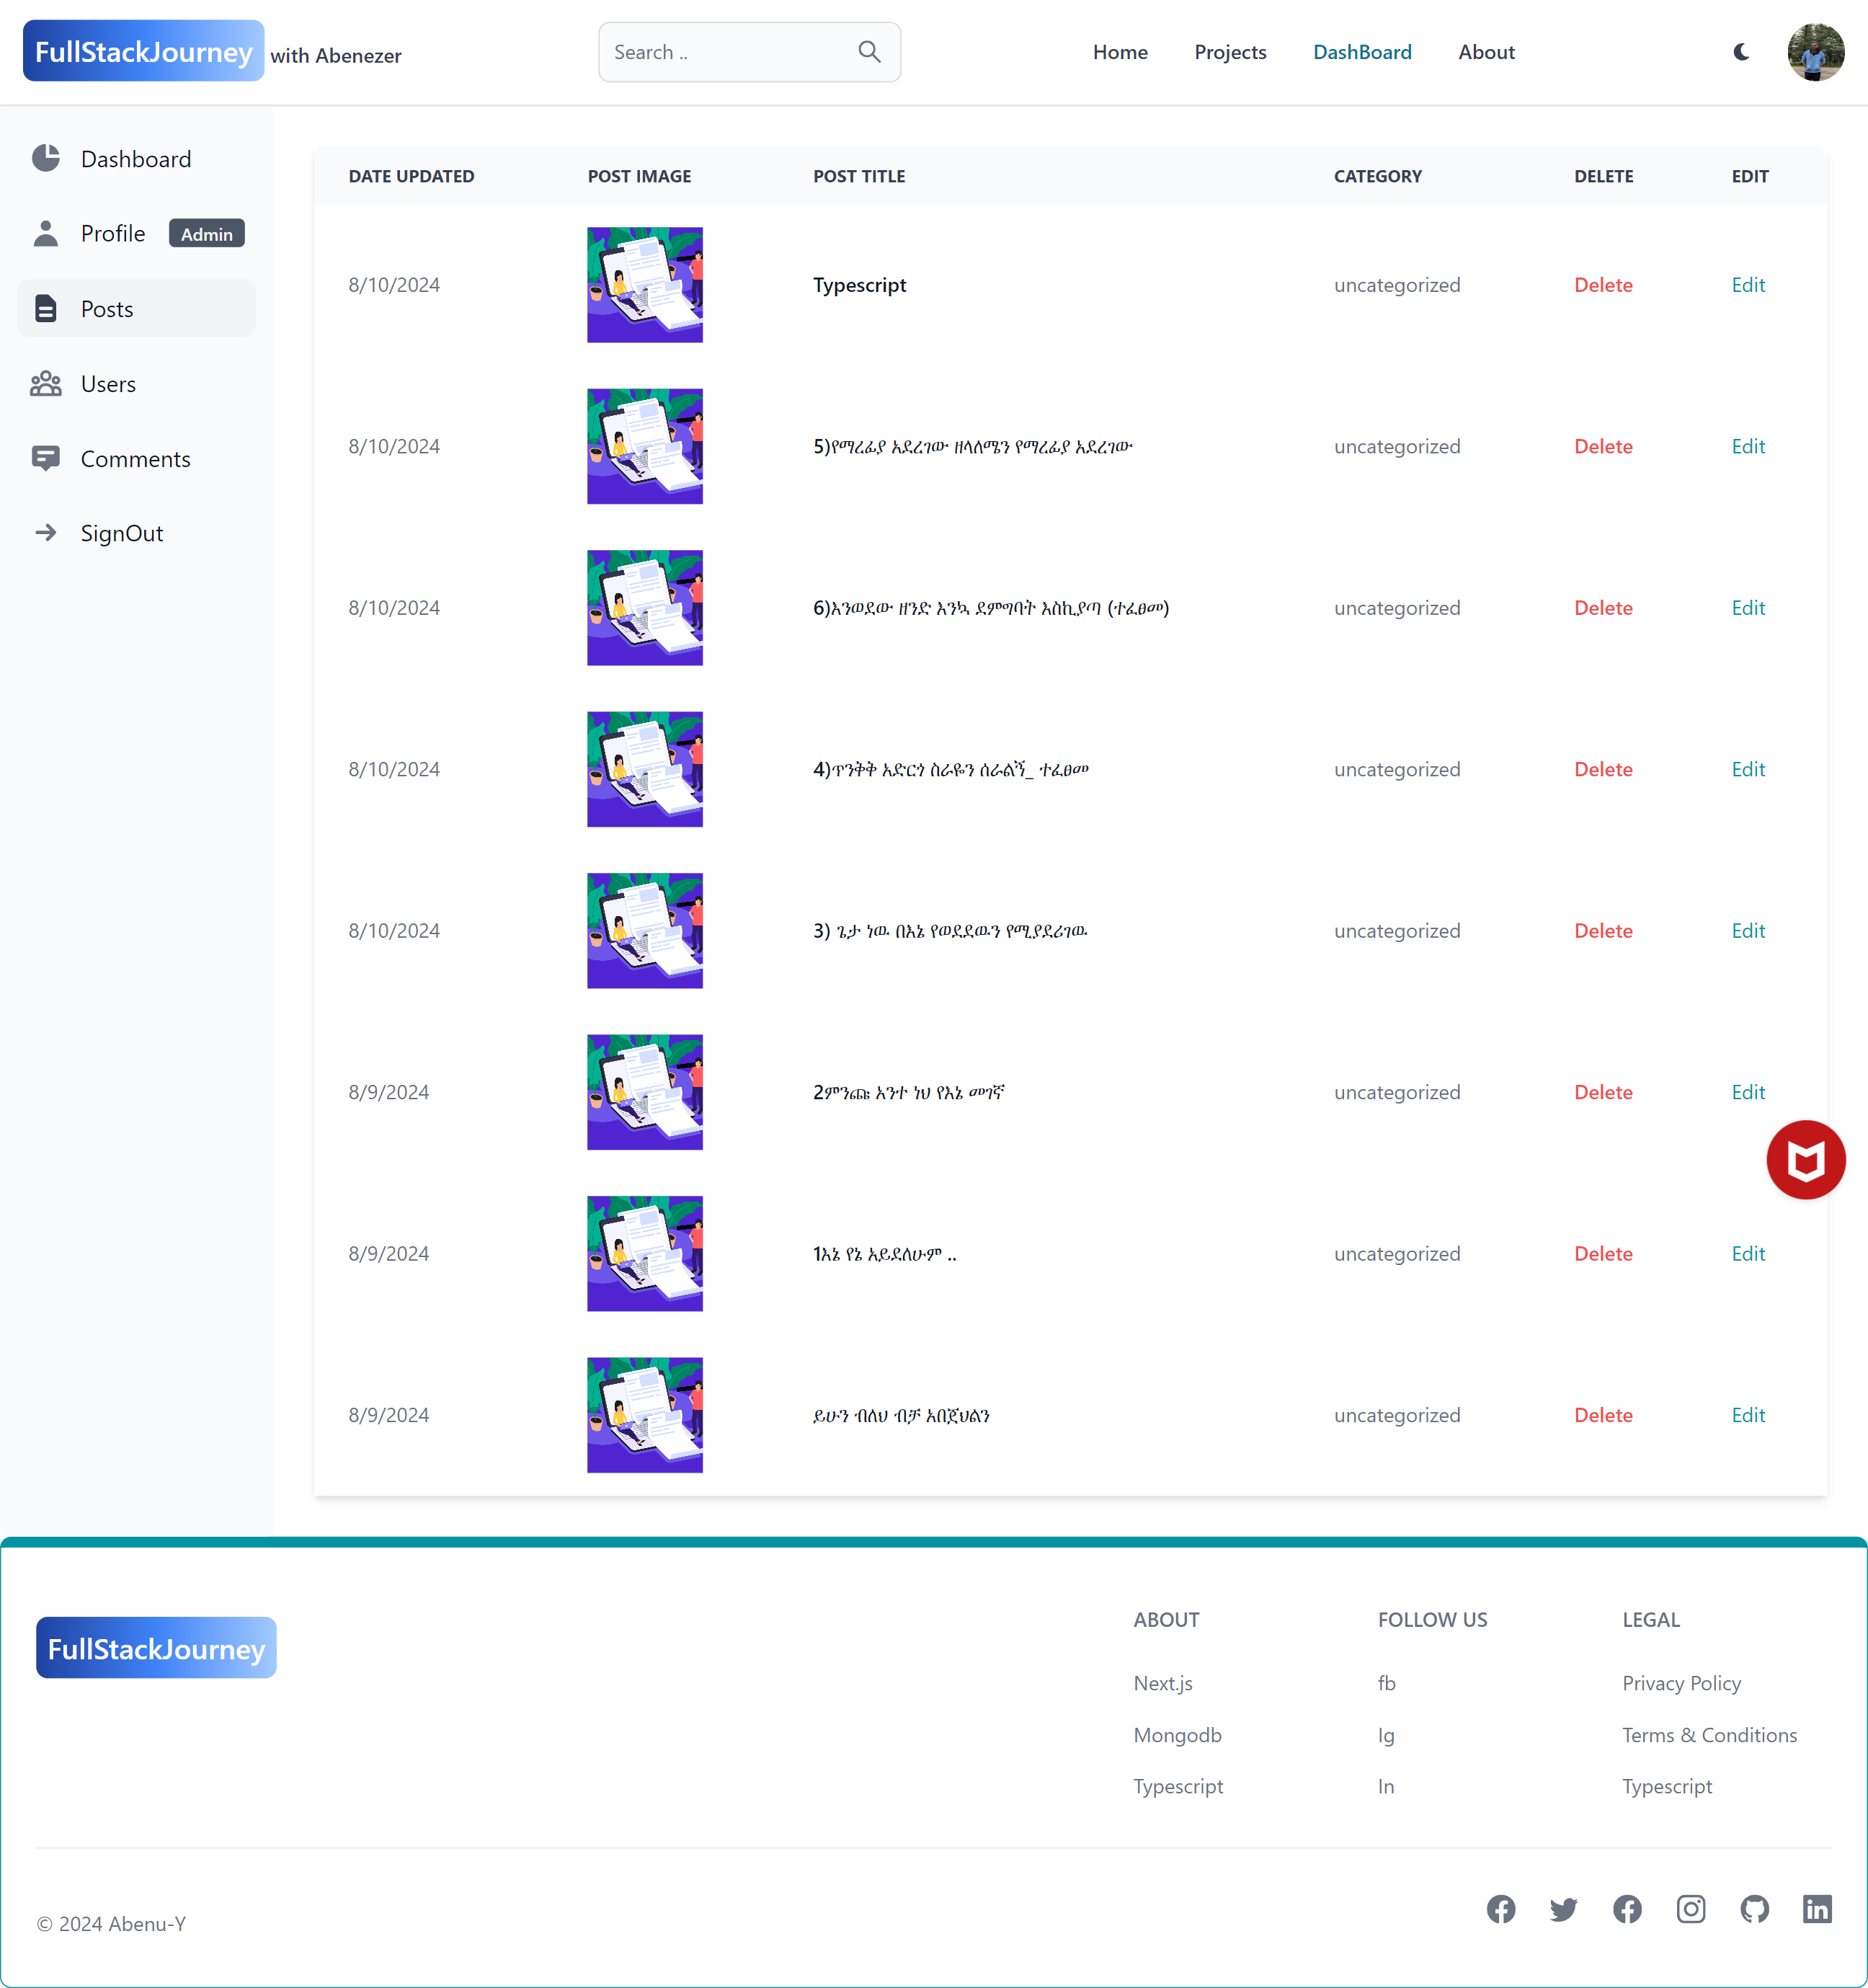 FullStackJourney with Abenezer
Search ..
Home Projects DashBoard About
Dashboard
Profile Admin
Posts
Users
Comments
SignOut
DATE UPDATED POST IMAGE POST TITLE CATEGORY DELETE EDIT
8/10/2024 Typescript uncategorized Delete Edit
8/10/2024 5)የማረፊያ አደረገው ዘላለሜን የማረፊያ አደረገው uncategorized Delete Edit
8/10/2024 6)እንወደው ዘንድ እንኳ ደምግባት እስኪያጣ (ተፈፀመ) uncategorized Delete Edit
8/10/2024 4)ጥንቅቅ አድርጎ ስራዬን ሰራልኝ_ ተፈፀመ uncategorized Delete Edit
8/10/2024 3) ጌታ ነዉ በእኔ የወደደዉን የሚያደሪገዉ uncategorized Delete Edit
8/9/2024 2ምንጩ አንተ ነህ የእኔ መገኛ uncategorized Delete Edit
8/9/2024 1እኔ የኔ አይደለሁም .. uncategorized Delete Edit
8/9/2024 ይሁን ብለህ ብቻ አበጀህልን uncategorized Delete Edit
FullStackJourney
ABOUT FOLLOW US LEGAL
Next.js fb Privacy Policy
Mongodb Ig Terms & Conditions
Typescript In Typescript
© 2024 Abenu-Y